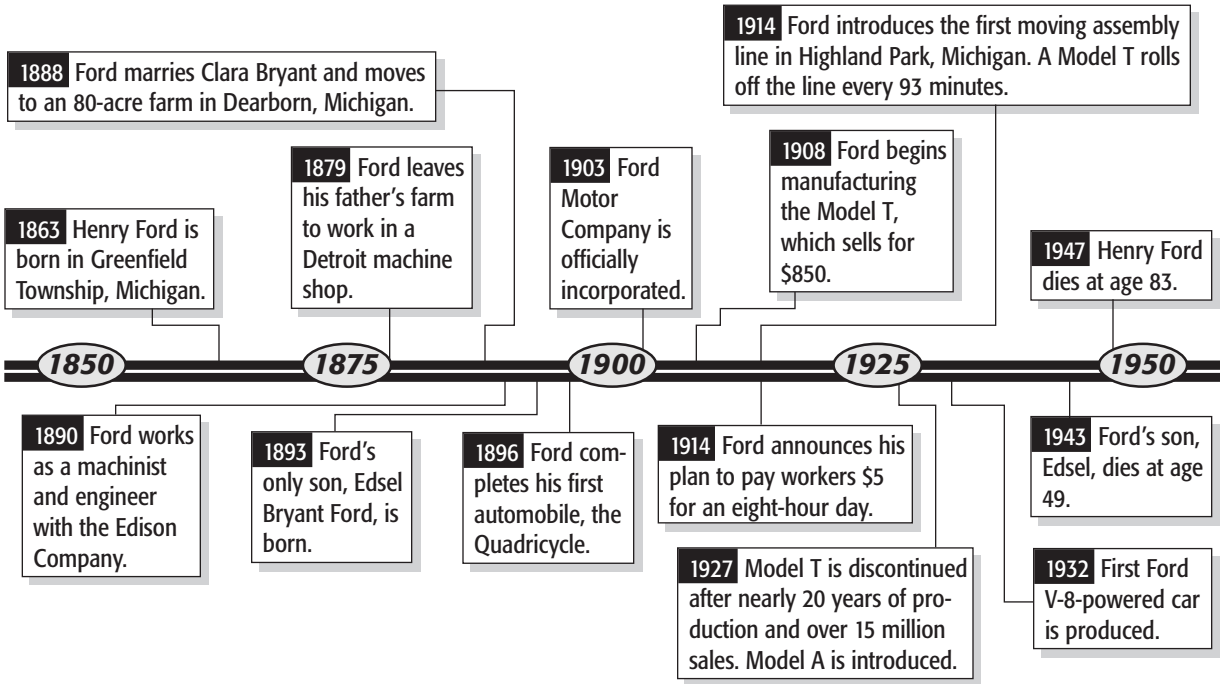 1914 Ford introduces the first moving assembly
line in Highland Park, Michigan. A Model T rolls
off the line every 93 minutes.
1888 Ford marries Clara Bryant and moves
to an 80-acre farm in Dearborn, Michigan.
1863 Henry Ford is
born in Greenfield
Township, Michigan.
1879 Ford leaves
his father's farm
to work in a
Detroit machine
shop.
1903 Ford
Motor
Company is
officially
incorporated.
1908 Ford begins
manufacturing
the Model T,
which sells for
$850.
1947 Henry Ford
dies at age 83.
1850 1875 1900 1925 1950
1890 Ford works
as a machinist
and engineer
with the Edison
Company.
1893 Ford's
only son, Edsel
Bryant Ford, is
born.
1896 Ford com-
pletes his first
automobile, the
Quadricycle.
1914 Ford announces his
plan to pay workers $5
for an eight-hour day.
1927 Model T is discontinued
after nearly 20 years of pro-
duction and over 15 million
sales. Model A is introduced.
1943 Ford's son,
Edsel, dies at age
49.
1932 First Ford
V-8-powered car
is produced.